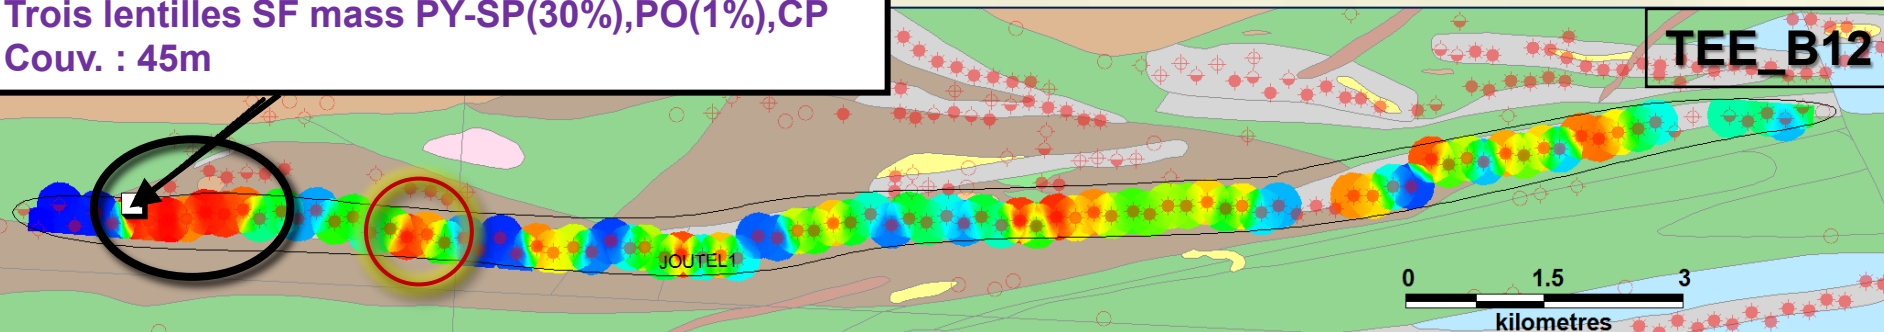 Trois lentilles SF mass PY-SP(30%),PO(1%),CP
Couv. : 45m
TEE_B12
JOUTEL1
0 1.5 3
kilometres